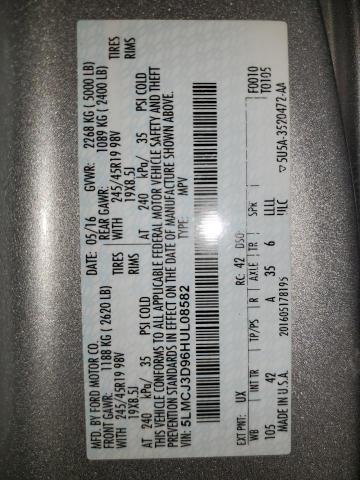 MFD. BY FORD MOTOR CO.
DATE: 05/16 GVWR: 2268 KG (5000 LB)
FRONT GAWR: 1188 KG (2620 LB) REAR GAWR: 1089 KG (2400 LB)
WITH 245/45R19 98V TIRES WITH 245/45R19 98V TIRES
19X8.5J RIMS 19X8.5J RIMS
AT 240 kPa/ 35 PSI COLD AT 240 kPa/ 35 PSI COLD
THIS VEHICLE CONFORMS TO ALL APPLICABLE FEDERAL MOTOR VEHICLE SAFETY AND THEFT
PREVENTION STANDARDS IN EFFECT ON THE DATE OF MANUFACTURE SHOWN ABOVE.
VIN: 5LMCJ3D96HUL08582 TYPE: MPV
F0010
T0105
EXT PNT: UX RC: 42 DSO:
WB INT TR TP/PS R AXLE TR SPR
105 42 A 35 6 LLLL
MADE IN U.S.A. 201605178195 ULC
5U5A-3520472-AA